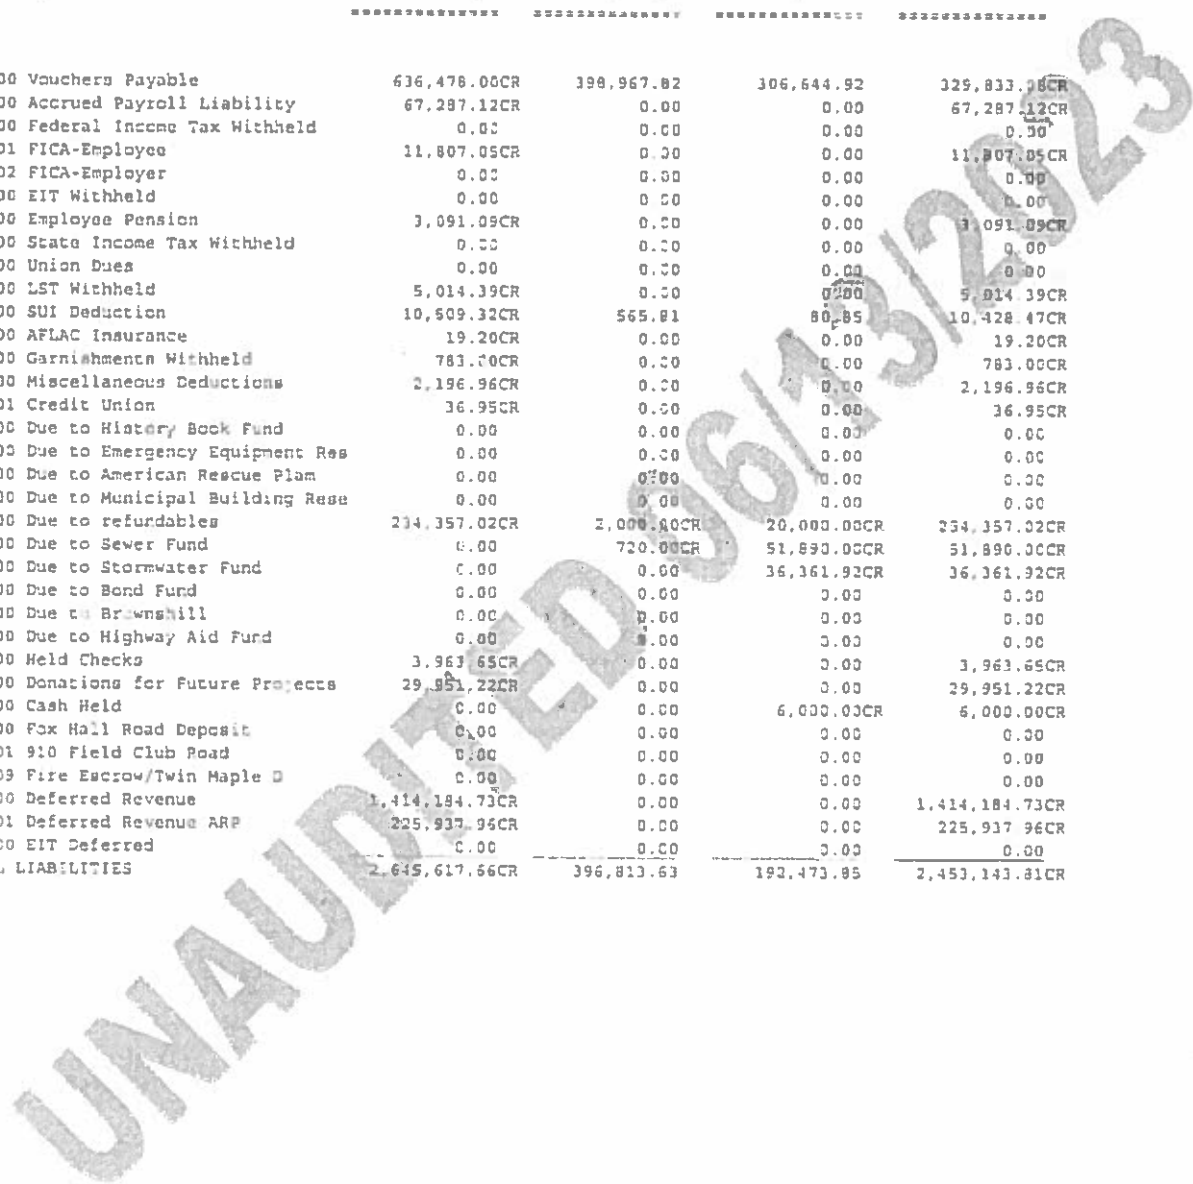 00 Vouchers Payable 636,478.00CR 398,967.82 306,644.92 329,833.08CR
00 Accrued Payroll Liability 67,287.12CR 0.00 0.00 67,287.12CR
00 Federal Income Tax Withheld 0.00 0.00 0.00 0.00
01 FICA-Employee 11,807.05CR 0.00 0.00 11,807.05CR
02 FICA-Employer 0.00 0.00 0.00 0.00
00 EIT Withheld 0.00 0.00 0.00 0.00
00 Employee Pension 3,091.09CR 0.00 0.00 3,091.09CR
00 State Income Tax Withheld 0.00 0.00 0.00 0.00
00 Union Dues 0.00 0.00 0.00 0.00
00 LST Withheld 5,014.39CR 0.00 0.00 5,014.39CR
00 SUI Deduction 10,509.32CR 565.81 80.85 10,428.47CR
00 AFLAC Insurance 19.20CR 0.00 0.00 19.20CR
00 Garnishments Withheld 783.00CR 0.00 0.00 783.00CR
00 Miscellaneous Deductions 2,196.96CR 0.00 0.00 2,196.96CR
01 Credit Union 36.95CR 0.00 0.00 36.95CR
00 Due to History Book Fund 0.00 0.00 0.00 0.00
00 Due to Emergency Equipment Res 0.00 0.00 0.00 0.00
00 Due to American Rescue Plam 0.00 0.00 0.00 0.00
00 Due to Municipal Building Rese 0.00 0.00 0.00 0.00
00 Due to refundables 2,000.00CR 20,000.00CR
00 Due to Sewer Fund 0.00 720.00CR 51,890.00CR 51,890.00CR
00 Due to Stormwater Fund 0.00 0.00 36,361.92CR 36,361.92CR
00 Due to Bond Fund 0.00 0.00 0.00 0.00
00 Due to Brownshill 0.00 0.00 0.00 0.00
00 Due to Highway Aid Fund 0.00 0.00 0.00 0.00
00 Held Checks 3,963.65CR 0.00 0.00 3,963.65CR
00 Donations for Future Projects 29,951.22CR 0.00 0.00 29,951.22CR
00 Cash Held 0.00 0.00 6,000.00CR 6,000.00CR
00 Fox Hall Road Deposit 0.00 0.00 0.00 0.00
01 910 Field Club Road 0.00 0.00 0.00 0.00
09 Fire Escrow/Twin Maple D 0.00 0.00 0.00 0.00
00 Deferred Revenue 1,414,184.73CR 0.00 0.00 1,414,184.73CR
01 Deferred Revenue ARP 225,937.96CR 0.00 0.00 225,937.96CR
00 EIT Deferred 0.00 0.00 0.00 0.00
L LIABILITIES 2,645,617.66CR 396,813.63 192,473.85 2,453,143.81CR
UNAUDITED 06/13/2023